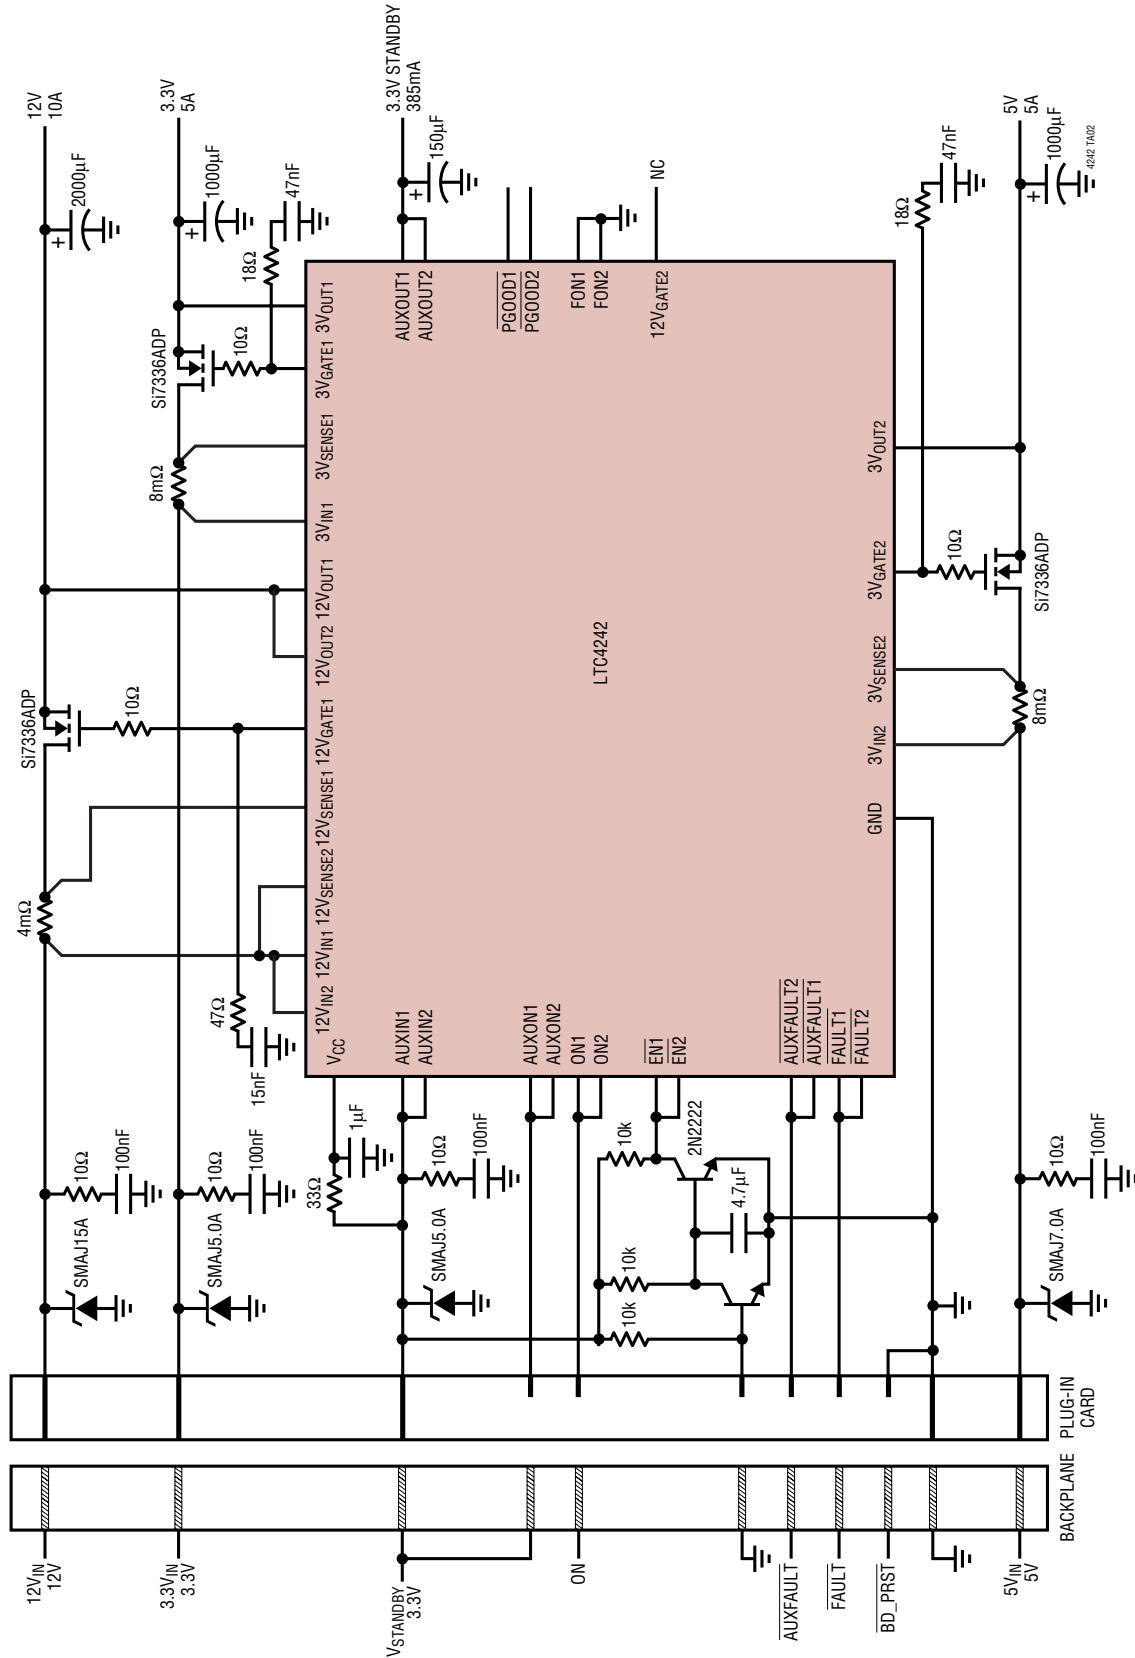 12VIN
12V
3.3VIN
3.3V
VSTANDBY
3.3V
ON
AUXFAULT
FAULT
BD_PRST
5VIN
5V
BACKPLANE
PLUG-IN
CARD
SMAJ15A
10Ω
100nF
SMAJ5.0A
10Ω
100nF
33Ω
1µF
SMAJ5.0A
10Ω
100nF
10k
10k
10k
2N2222
4.7µF
SMAJ7.0A
10Ω
100nF
4mΩ
47Ω
15nF
Si7336ADP
10Ω
8mΩ
Si7336ADP
10Ω
18Ω
47nF
2000µF
12V
10A
1000µF
3.3V
5A
12VIN2
12VIN1
12VSENSE2
12VSENSE1
12VGATE1
12VOUT2
12VOUT1
3VIN1
3VSENSE1
3VGATE1
3VOUT1
VCC
AUXIN1
AUXIN2
AUXON1
AUXON2
ON1
ON2
EN1
EN2
AUXFAULT2
AUXFAULT1
FAULT1
FAULT2
LTC4242
AUXOUT1
AUXOUT2
PGOOD1
PGOOD2
FON1
FON2
12VGATE2
GND
3VIN2
3VSENSE2
3VGATE2
3VOUT2
3.3V STANDBY
385mA
150µF
NC
8mΩ
10Ω
Si7336ADP
18Ω
47nF
5V
5A
1000µF
4242 TA02